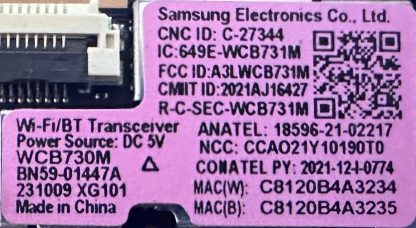 Samsung Electronics Co., Ltd.
CNC ID: C-27344
IC:649E-WCB731M
FCC ID:A3LWCB731M
CMIIT ID:2021AJ16427
R-C-SEC-WCB731M
Wi-Fi/BT Transceiver
Power Source: DC 5V
WCB730M
BN59-01447A
231009 XG101
Made in China
ANATEL: 18596-21-02217
NCC: CCAO21Y10190T0
CONATEL PY: 2021-12-I-0774
MAC(W): C8120B4A3234
MAC(B): C8120B4A3235